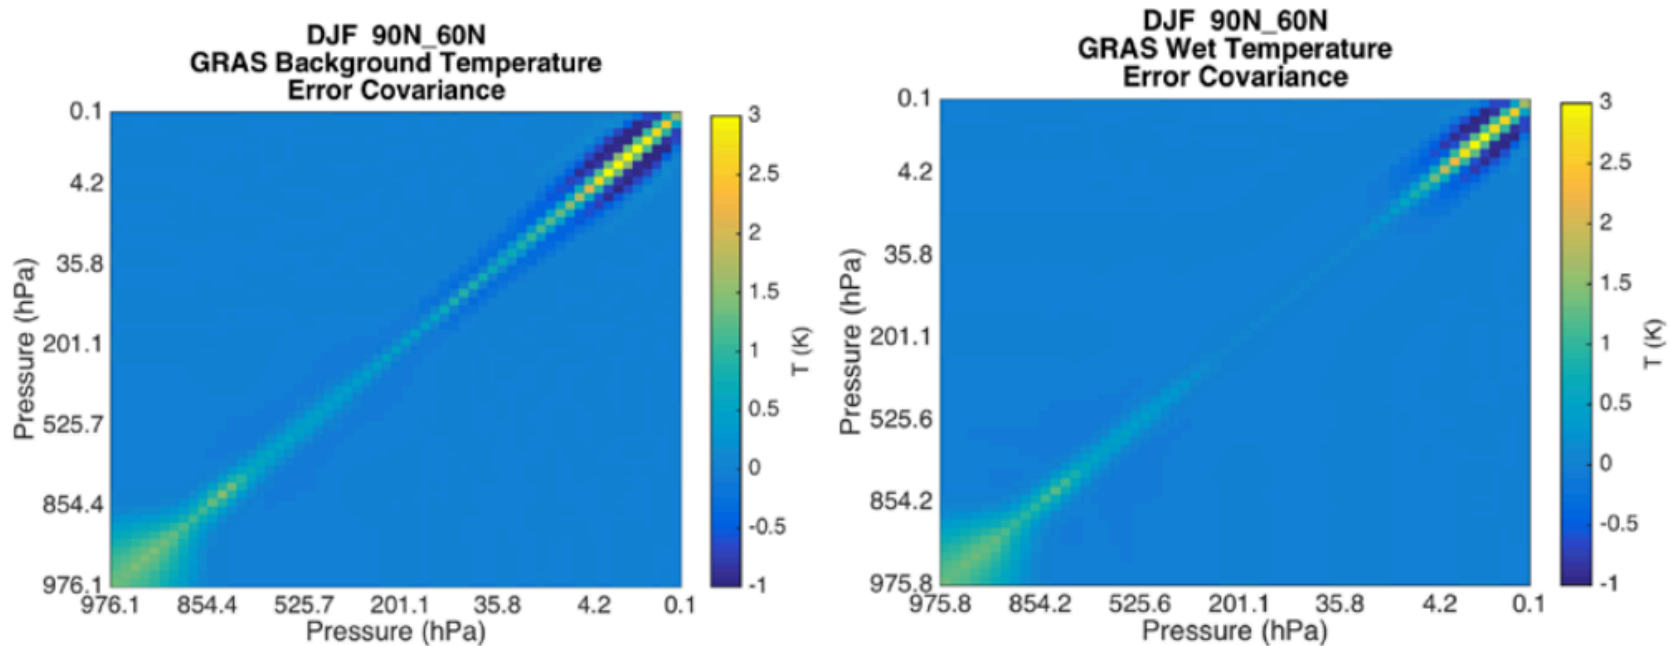 DJF 90N_60N
GRAS Background Temperature
Error Covariance
0.1
4.2
35.8
201.1
525.7
854.4
976.1
Pressure (hPa)
976.1 854.4 525.7 201.1 35.8 4.2 0.1
Pressure (hPa)
3
2.5
2
1.5
1
0.5
0
-0.5
-1
T (K)
DJF 90N_60N
GRAS Wet Temperature
Error Covariance
0.1
4.2
35.8
201.1
525.6
854.2
975.8
Pressure (hPa)
975.8 854.2 525.6 201.1 35.8 4.2 0.1
Pressure (hPa)
3
2.5
2
1.5
1
0.5
0
-0.5
-1
T (K)